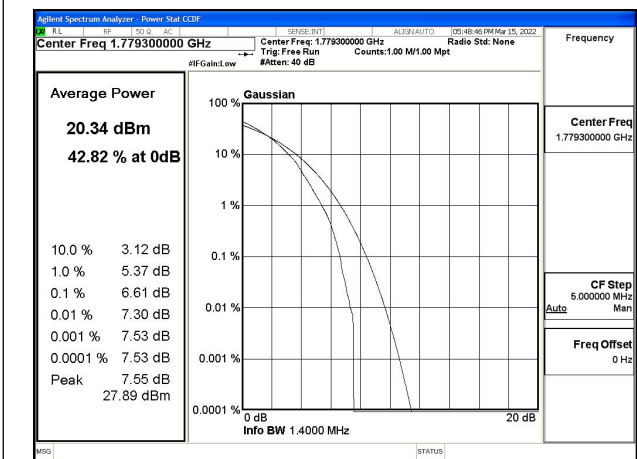 Agilent Spectrum Analyzer - Power Stat CCDF
RL RF 50 Ω AC SENSE:INT ALIGN AUTO 05:48:46 PM Mar 15, 2022
Center Freq 1.779300000 GHz
Center Freq: 1.779300000 GHz Radio Std: None
Trig: Free Run Counts:1.00 M/1.00 Mpt
#IFGain:Low #Atten: 40 dB
Frequency
Average Power
20.34 dBm
42.82 % at 0dB
10.0 % 3.12 dB
1.0 % 5.37 dB
0.1 % 6.61 dB
0.01 % 7.30 dB
0.001 % 7.53 dB
0.0001 % 7.53 dB
Peak 7.55 dB
27.89 dBm
100 % Gaussian
10 %
1 %
0.1 %
0.01 %
0.001 %
0.0001 %
0 dB 20 dB
Info BW 1.4000 MHz
Center Freq
1.779300000 GHz
CF Step
5.000000 MHz
Auto Man
Freq Offset
0 Hz
MSG STATUS